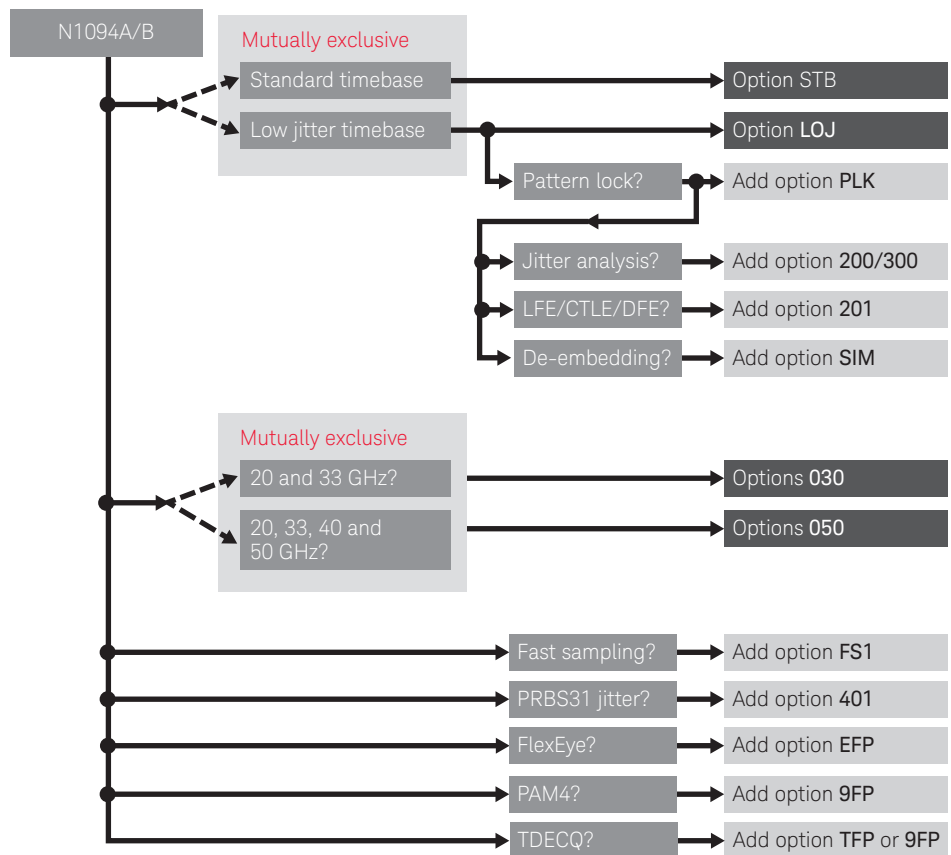 N1094A/B
Mutually exclusive
Standard timebase
Option STB
Low jitter timebase
Option LOJ
Pattern lock?
Add option PLK
Jitter analysis?
Add option 200/300
LFE/CTLE/DFE?
Add option 201
De-embedding?
Add option SIM
Mutually exclusive
20 and 33 GHz?
Options 030
20, 33, 40 and
50 GHz?
Options 050
Fast sampling?
Add option FS1
PRBS31 jitter?
Add option 401
FlexEye?
Add option EFP
PAM4?
Add option 9FP
TDECQ?
Add option TFP or 9FP